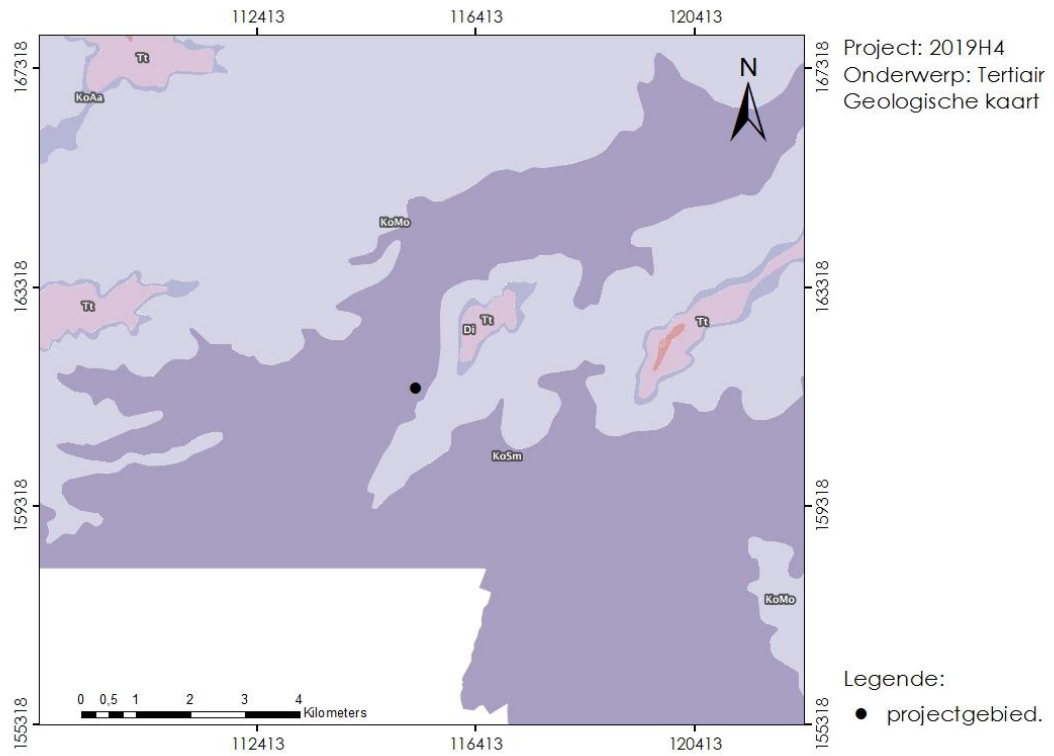 112413 116413 120413
Project: 2019H4
Onderwerp: Tertiair
Geologische kaart
N
167318 167318
Tt
KoAa
KoMo
163318 163318
Tt
Di Tt
Tt
KoSm
159318 159318
KoMo
0 0,5 1 2 3 4
Kilometers
155318 155318
112413 116413 120413
Legende:
projectgebied.